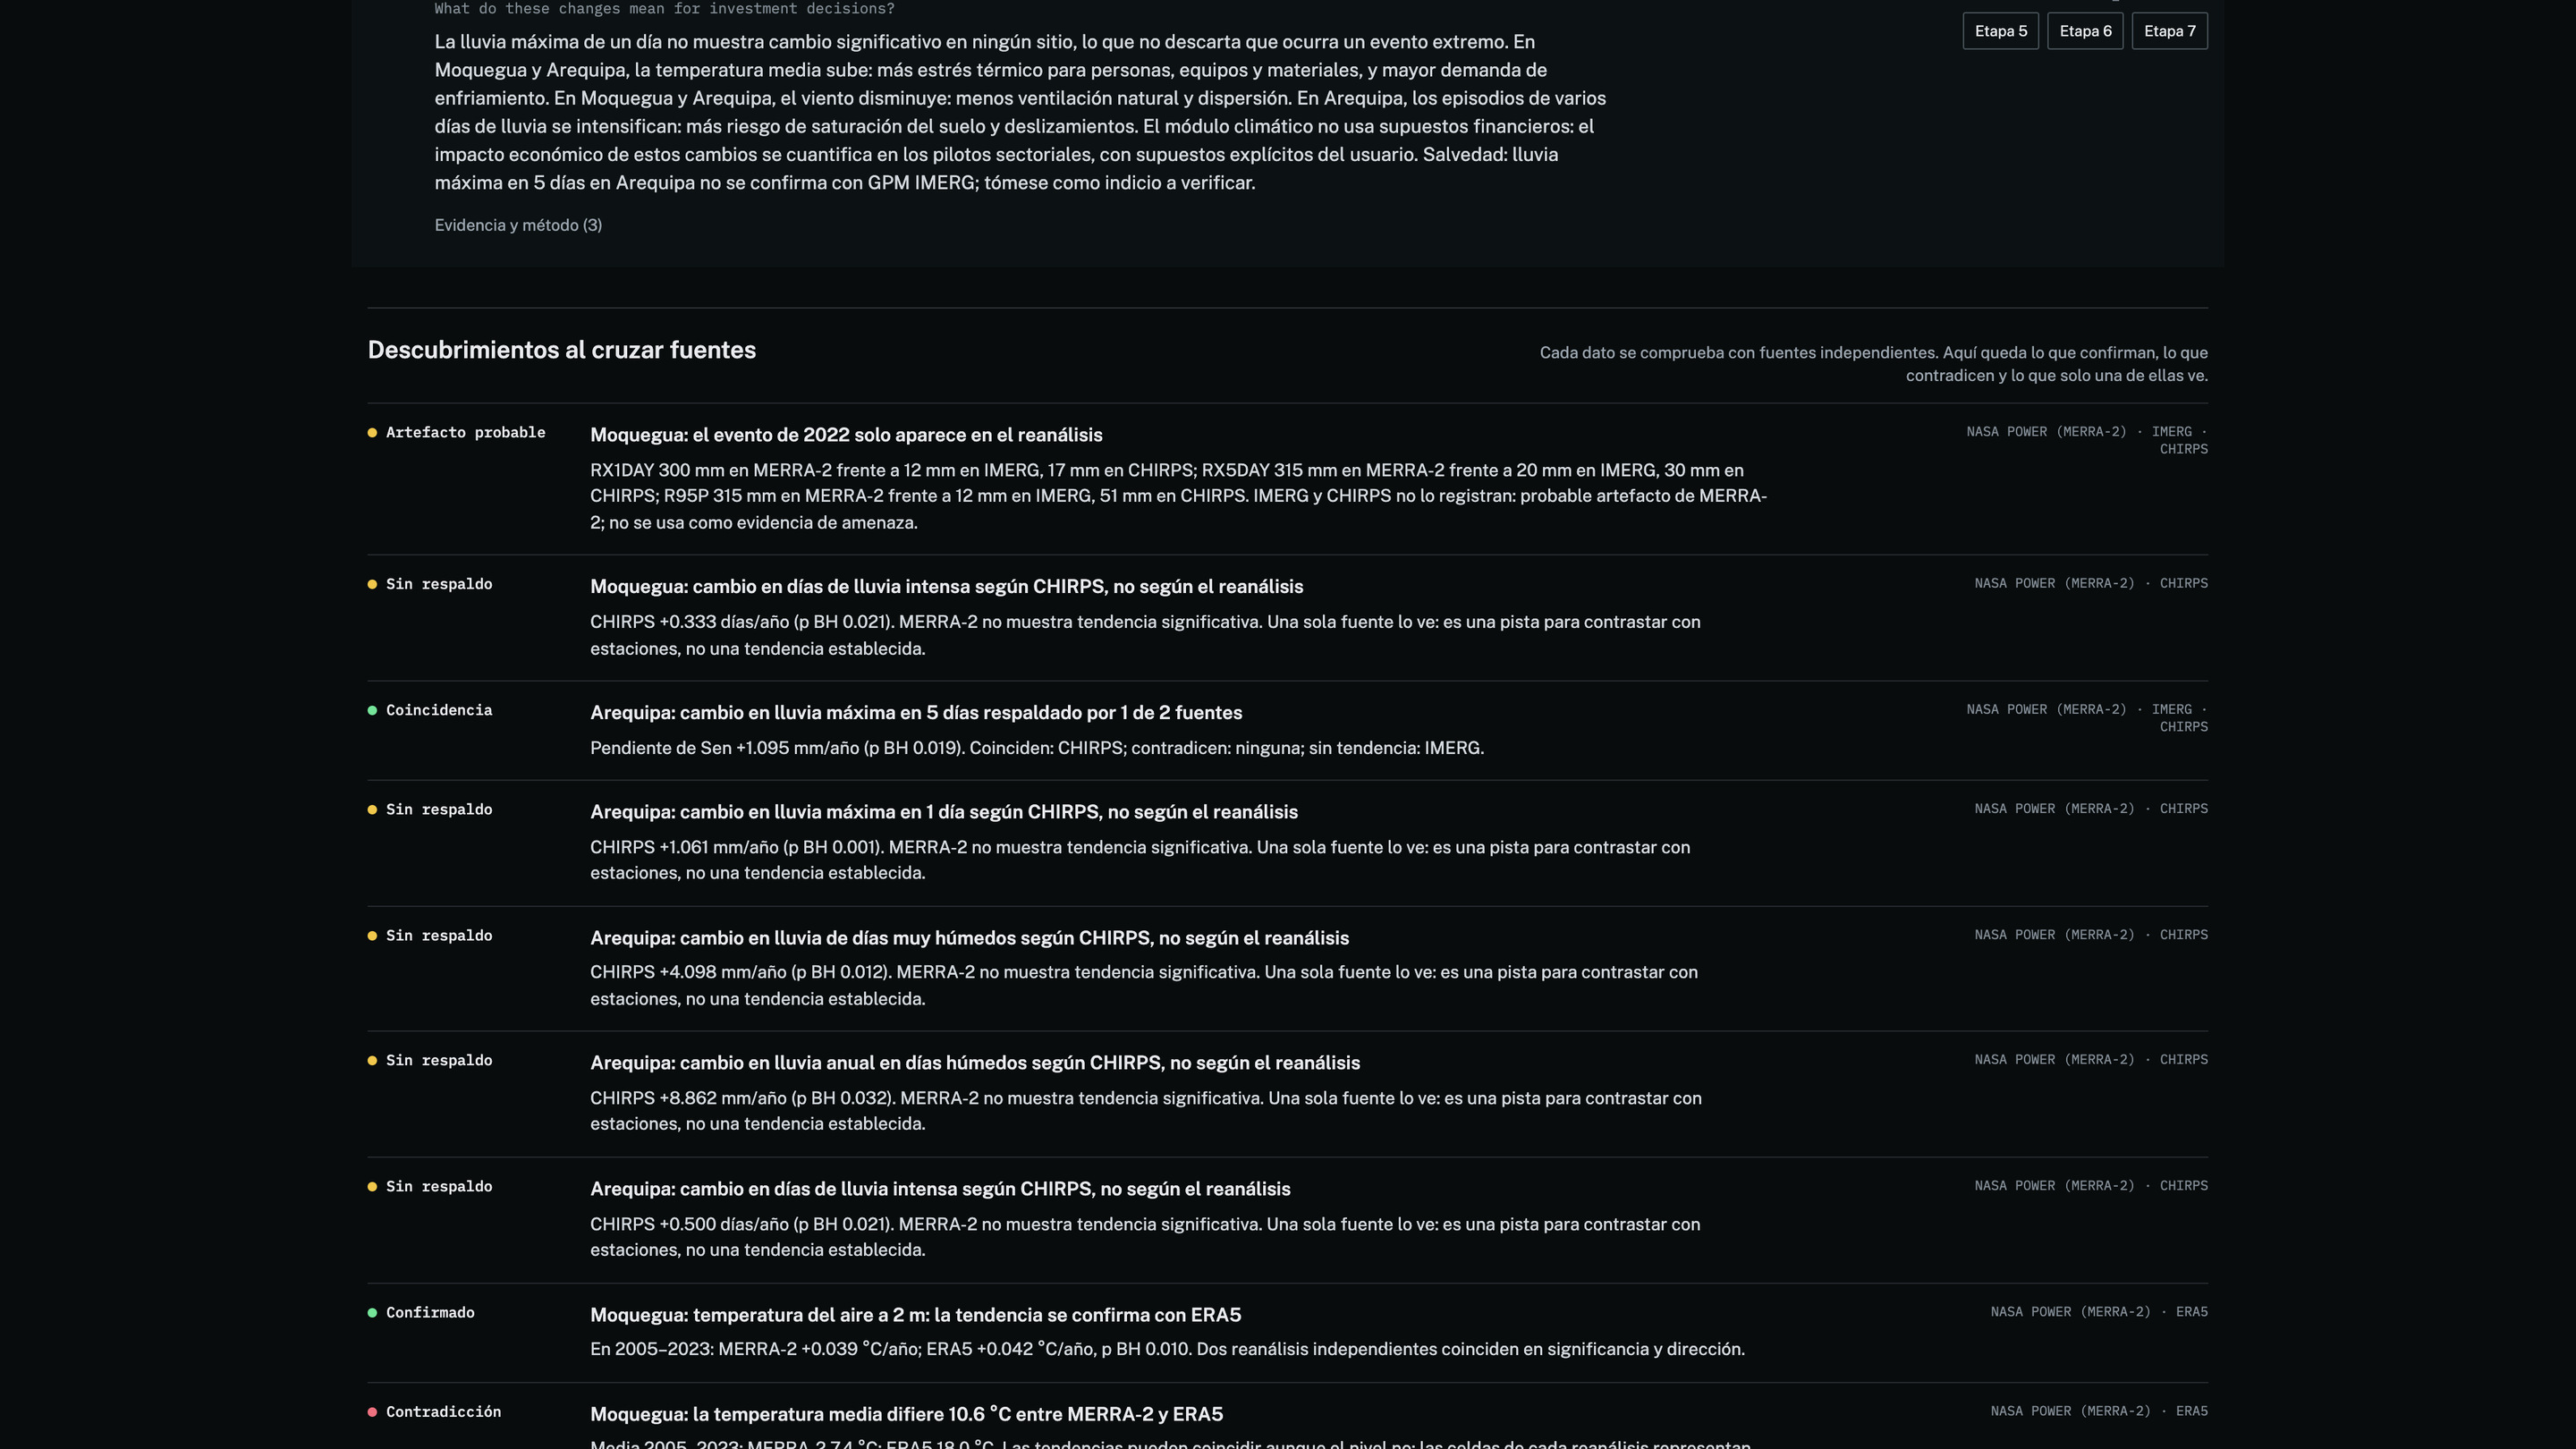 What do these changes mean for investment decisions?
Etapa 5 Etapa 6 Etapa 7
La lluvia máxima de un día no muestra cambio significativo en ningún sitio, lo que no descarta que ocurra un evento extremo. En
Moquegua y Arequipa, la temperatura media sube: más estrés térmico para personas, equipos y materiales, y mayor demanda de
enfriamiento. En Moquegua y Arequipa, el viento disminuye: menos ventilación natural y dispersión. En Arequipa, los episodios de varios
días de lluvia se intensifican: más riesgo de saturación del suelo y deslizamientos. El módulo climático no usa supuestos financieros: el
impacto económico de estos cambios se cuantifica en los pilotos sectoriales, con supuestos explícitos del usuario. Salvedad: lluvia
máxima en 5 días en Arequipa no se confirma con GPM IMERG; tómese como indicio a verificar.
Evidencia y método (3)
Descubrimientos al cruzar fuentes
Cada dato se comprueba con fuentes independientes. Aquí queda lo que confirman, lo que
contradicen y lo que solo una de ellas ve.
Artefacto probable
Moquegua: el evento de 2022 solo aparece en el reanálisis
NASA POWER (MERRA-2) · IMERG ·
CHIRPS
RX1DAY 300 mm en MERRA-2 frente a 12 mm en IMERG, 17 mm en CHIRPS; RX5DAY 315 mm en MERRA-2 frente a 20 mm en IMERG, 30 mm en
CHIRPS; R95P 315 mm en MERRA-2 frente a 12 mm en IMERG, 51 mm en CHIRPS. IMERG y CHIRPS no lo registran: probable artefacto de MERRA-
2; no se usa como evidencia de amenaza.
Sin respaldo
Moquegua: cambio en días de lluvia intensa según CHIRPS, no según el reanálisis
NASA POWER (MERRA-2) · CHIRPS
CHIRPS +0.333 días/año (p BH 0.021). MERRA-2 no muestra tendencia significativa. Una sola fuente lo ve: es una pista para contrastar con
estaciones, no una tendencia establecida.
Coincidencia
Arequipa: cambio en lluvia máxima en 5 días respaldado por 1 de 2 fuentes
NASA POWER (MERRA-2) · IMERG ·
CHIRPS
Pendiente de Sen +1.095 mm/año (p BH 0.019). Coinciden: CHIRPS; contradicen: ninguna; sin tendencia: IMERG.
Sin respaldo
Arequipa: cambio en lluvia máxima en 1 día según CHIRPS, no según el reanálisis
NASA POWER (MERRA-2) · CHIRPS
CHIRPS +1.061 mm/año (p BH 0.001). MERRA-2 no muestra tendencia significativa. Una sola fuente lo ve: es una pista para contrastar con
estaciones, no una tendencia establecida.
Sin respaldo
Arequipa: cambio en lluvia de días muy húmedos según CHIRPS, no según el reanálisis
NASA POWER (MERRA-2) · CHIRPS
CHIRPS +4.098 mm/año (p BH 0.012). MERRA-2 no muestra tendencia significativa. Una sola fuente lo ve: es una pista para contrastar con
estaciones, no una tendencia establecida.
Sin respaldo
Arequipa: cambio en lluvia anual en días húmedos según CHIRPS, no según el reanálisis
NASA POWER (MERRA-2) · CHIRPS
CHIRPS +8.862 mm/año (p BH 0.032). MERRA-2 no muestra tendencia significativa. Una sola fuente lo ve: es una pista para contrastar con
estaciones, no una tendencia establecida.
Sin respaldo
Arequipa: cambio en días de lluvia intensa según CHIRPS, no según el reanálisis
NASA POWER (MERRA-2) · CHIRPS
CHIRPS +0.500 días/año (p BH 0.021). MERRA-2 no muestra tendencia significativa. Una sola fuente lo ve: es una pista para contrastar con
estaciones, no una tendencia establecida.
Confirmado
Moquegua: temperatura del aire a 2 m: la tendencia se confirma con ERA5
NASA POWER (MERRA-2) · ERA5
En 2005–2023: MERRA-2 +0.039 °C/año; ERA5 +0.042 °C/año, p BH 0.010. Dos reanálisis independientes coinciden en significancia y dirección.
Contradicción
Moquegua: la temperatura media difiere 10.6 °C entre MERRA-2 y ERA5
NASA POWER (MERRA-2) · ERA5
Media 2005–2023: MERRA-2 7.4 °C; ERA5 18.0 °C. Las tendencias pueden coincidir aunque el nivel no: las celdas de cada reanálisis representan